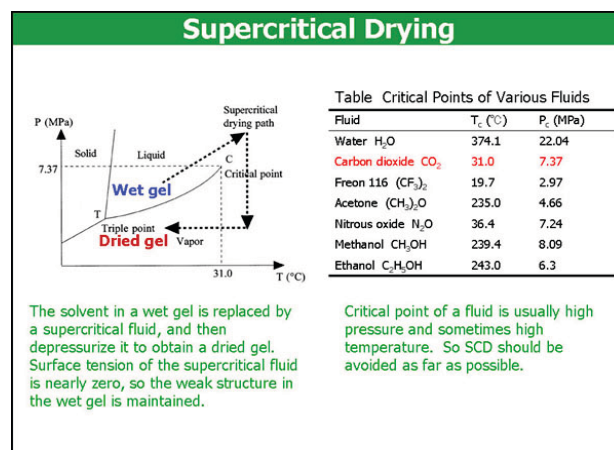 Supercritical Drying
P (MPa)
Solid
Liquid
Supercritical
drying path
7.37
C
Critical point
Wet gel
T
Triple point
Dried gel
Vapor
31.0
T (℃)
Table Critical Points of Various Fluids
Fluid Tc (℃) Pc (MPa)
Water H2O 374.1 22.04
Carbon dioxide CO2 31.0 7.37
Freon 116 (CF3)2 19.7 2.97
Acetone (CH3)2O 235.0 4.66
Nitrous oxide N2O 36.4 7.24
Methanol CH3OH 239.4 8.09
Ethanol C2H5OH 243.0 6.3
The solvent in a wet gel is replaced by
a supercritical fluid, and then
depressurize it to obtain a dried gel.
Surface tension of the supercritical fluid
is nearly zero, so the weak structure in
the wet gel is maintained.
Critical point of a fluid is usually high
pressure and sometimes high
temperature. So SCD should be
avoided as far as possible.